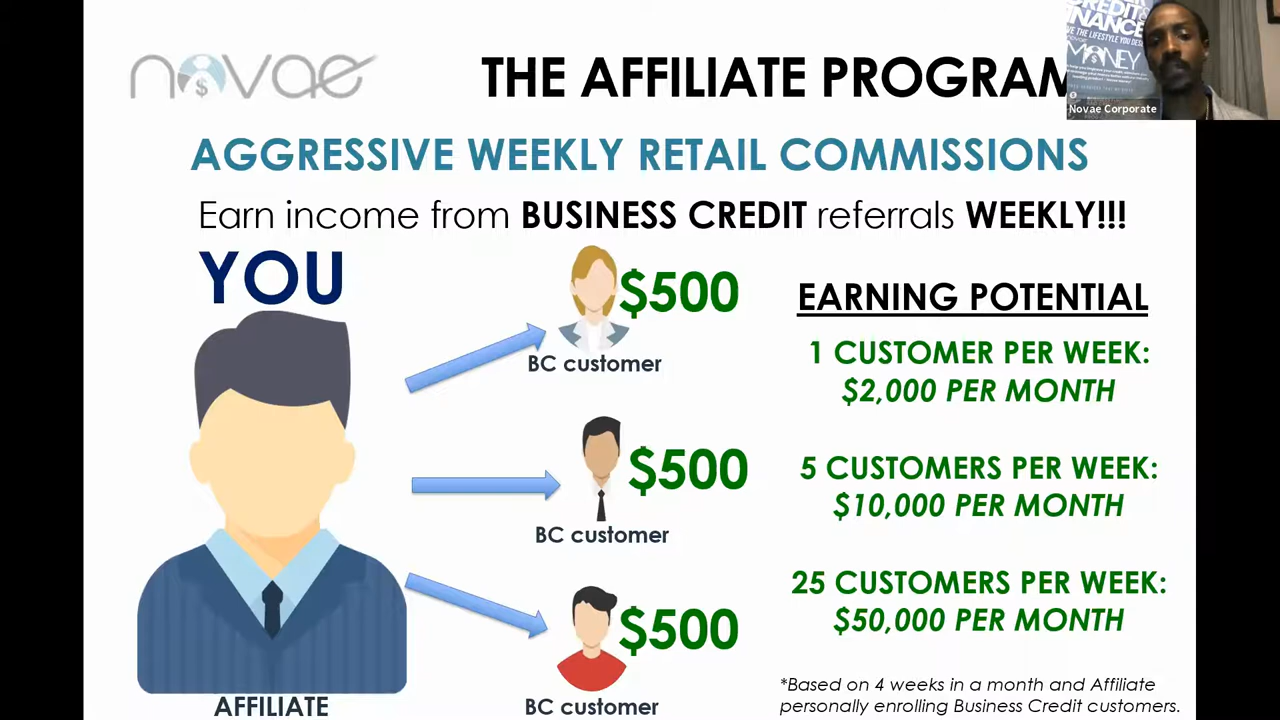 novae
THE AFFILIATE PROGRAM
CREDIT &
FINANCE
MONEY
Novae Corporate
AGGRESSIVE WEEKLY RETAIL COMMISSIONS
Earn income from BUSINESS CREDIT referrals WEEKLY!!!
YOU
$500
BC customer
$500
BC customer
$500
BC customer
AFFILIATE
EARNING POTENTIAL
1 CUSTOMER PER WEEK:
$2,000 PER MONTH
5 CUSTOMERS PER WEEK:
$10,000 PER MONTH
25 CUSTOMERS PER WEEK:
$50,000 PER MONTH
*Based on 4 weeks in a month and Affiliate
personally enrolling Business Credit customers.